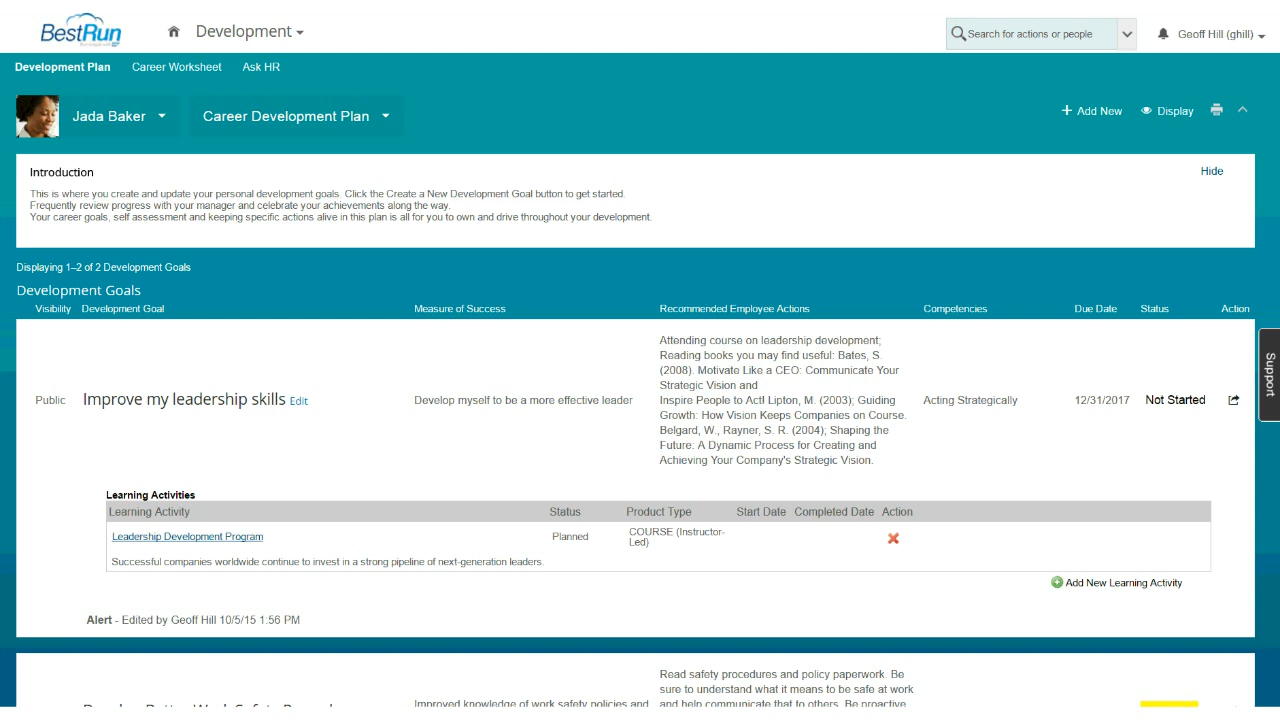 BestRun
Development
Search for actions or people
Geoff Hill (ghill)
Development Plan
Career Worksheet
Ask HR
Jada Baker
Career Development Plan
Add New
Display
Introduction
Hide
This is where you create and update your personal development goals. Click the Create a New Development Goal button to get started.
Frequently review progress with your manager and celebrate your achievements along the way.
Your career goals, self assessment and keeping specific actions alive in this plan is all for you to own and drive throughout your development.
Displaying 1–2 of 2 Development Goals
Development Goals
Visibility Development Goal Measure of Success Recommended Employee Actions Competencies Due Date Status Action
Attending course on leadership development;
Reading books you may find useful: Bates, S.
(2008). Motivate Like a CEO: Communicate Your
Strategic Vision and
Inspire People to Act! Lipton, M. (2003); Guiding
Growth: How Vision Keeps Companies on Course.
Belgard, W., Rayner, S. R. (2004); Shaping the
Future: A Dynamic Process for Creating and
Achieving Your Company's Strategic Vision.
Public
Improve my leadership skills Edit
Develop myself to be a more effective leader
Acting Strategically
12/31/2017
Not Started
Support
Learning Activities
Learning Activity Status Product Type Start Date Completed Date Action
Leadership Development Program
Planned
COURSE (Instructor-
Led)
Successful companies worldwide continue to invest in a strong pipeline of next-generation leaders.
Add New Learning Activity
Alert - Edited by Geoff Hill 10/5/15 1:56 PM
Read safety procedures and policy paperwork. Be
sure to understand what it means to be safe at work
Improved knowledge of work safety policies and
and help communicate that to others. Be proactive